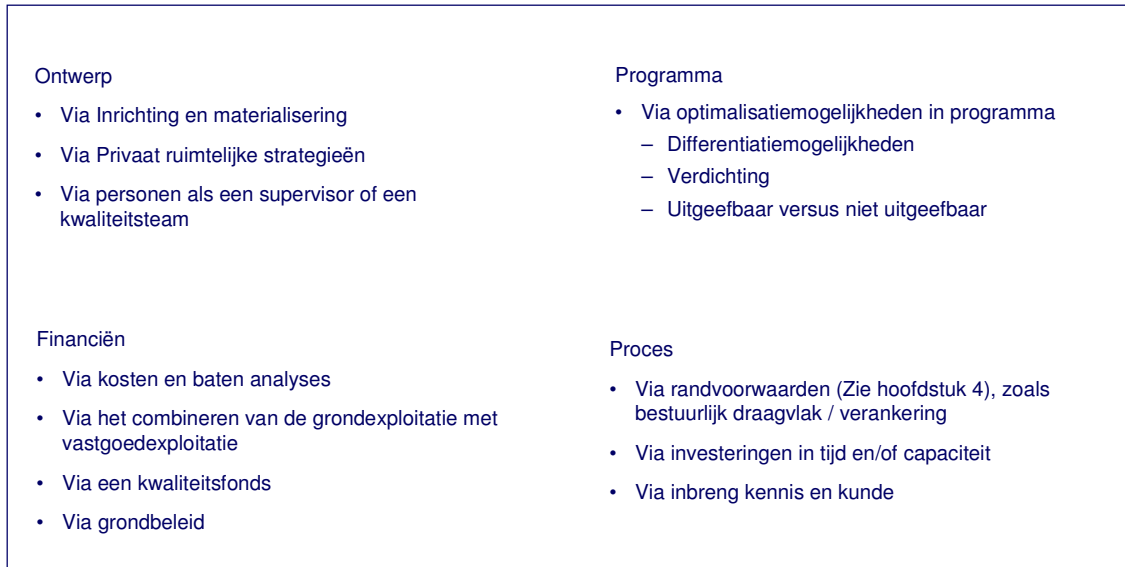 Ontwerp
• Via Inrichting en materialisering
• Via Privaat ruimtelijke strategieën
• Via personen als een supervisor of een
kwaliteitsteam
Programma
• Via optimalisatiemogelijkheden in programma
– Differentiatiemogelijkheden
– Verdichting
– Uitgeefbaar versus niet uitgeefbaar
Financiën
• Via kosten en baten analyses
• Via het combineren van de grondexploitatie met
vastgoedexploitatie
• Via een kwaliteitsfonds
• Via grondbeleid
Proces
• Via randvoorwaarden (Zie hoofdstuk 4), zoals
bestuurlijk draagvlak / verankering
• Via investeringen in tijd en/of capaciteit
• Via inbreng kennis en kunde